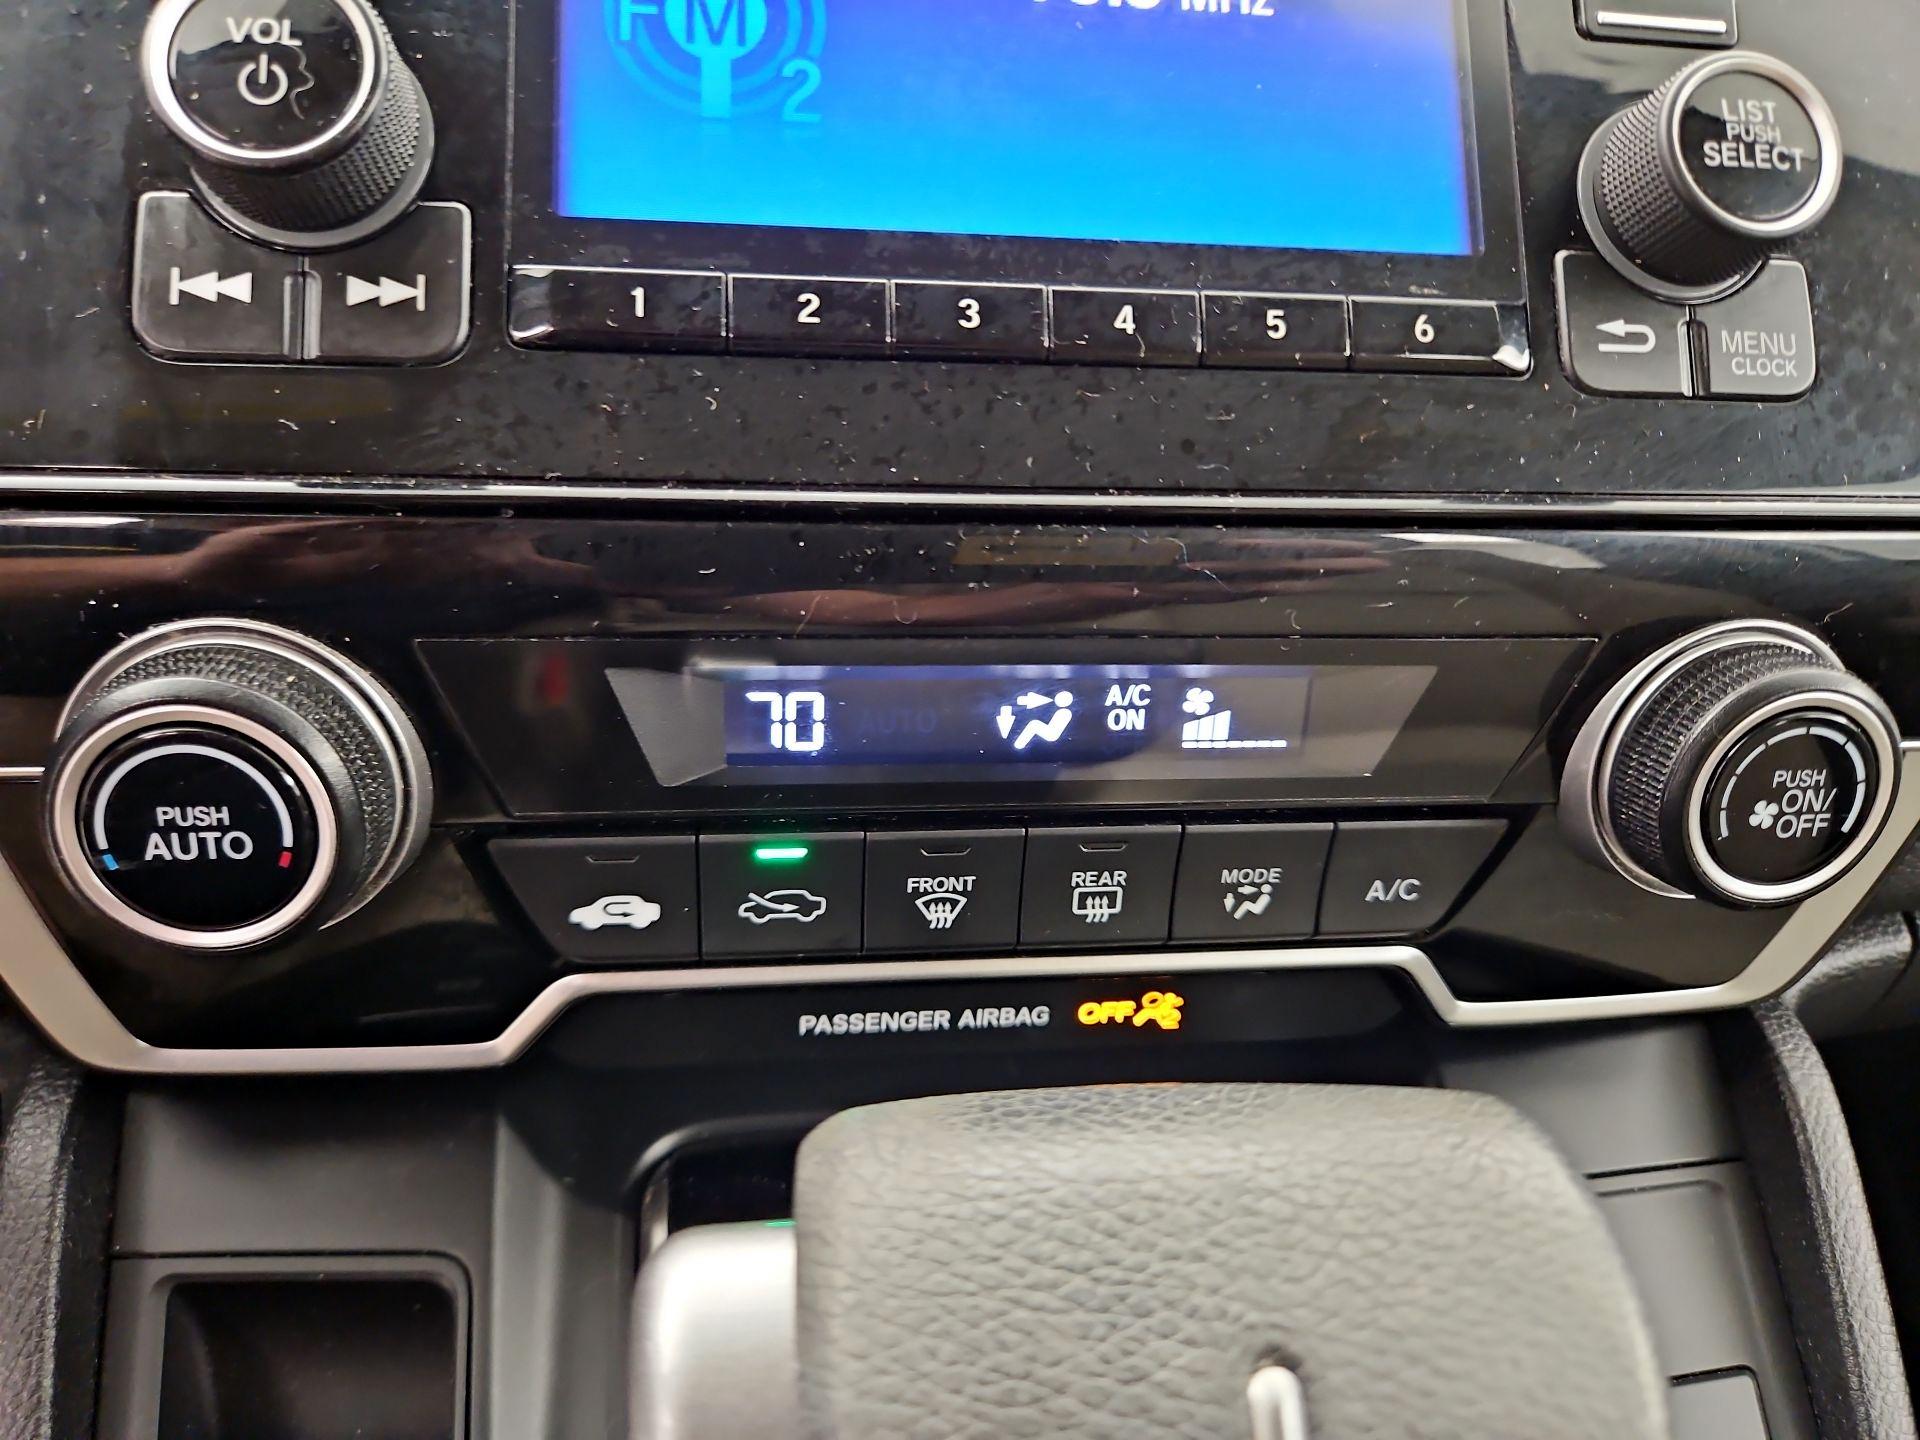 VOL
FM
2
MHz
LIST
PUSH
SELECT
1 2 3 4 5 6
MENU
CLOCK
70 AUTO A/C
ON
PUSH
AUTO
PUSH
ON/
OFF
FRONT REAR MODE A/C
PASSENGER AIRBAG OFF 2